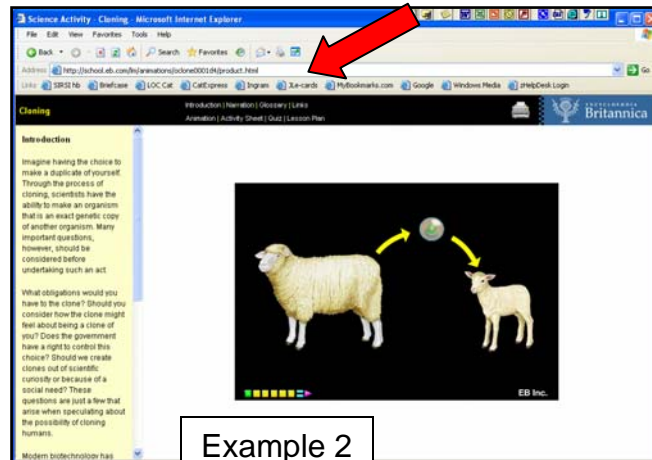 Science Activity - Cloning - Microsoft Internet Explorer
File Edit View Favorites Tools Help
Back Search Favorites
Address http://school.eb.com/lm/animations/oclone0001d4/product.html Go
Links SIRSI hb Briefcase LOC Cat CatExpress Ingram 3Le-cards MyBookmarks.com Google Windows Media zHelpDesk Login
Cloning
Introduction | Narration | Glossary | Links
Animation | Activity Sheet | Quiz | Lesson Plan
ENCYCLOPÆDIA
Britannica
Introduction
Imagine having the choice to
make a duplicate of yourself.
Through the process of
cloning, scientists have the
ability to make an organism
that is an exact genetic copy
of another organism. Many
important questions,
however, should be
considered before
undertaking such an act
What obligations would you
have to the clone? Should you
consider how the clone might
feel about being a clone of
you? Does the government
have a right to control this
choice? Should we create
clones out of scientific
curiosity or because of a
social need? These
questions are just a few that
arise when speculating about
the possibility of cloning
humans.
Modern biotechnology has
EB Inc.
Example 2